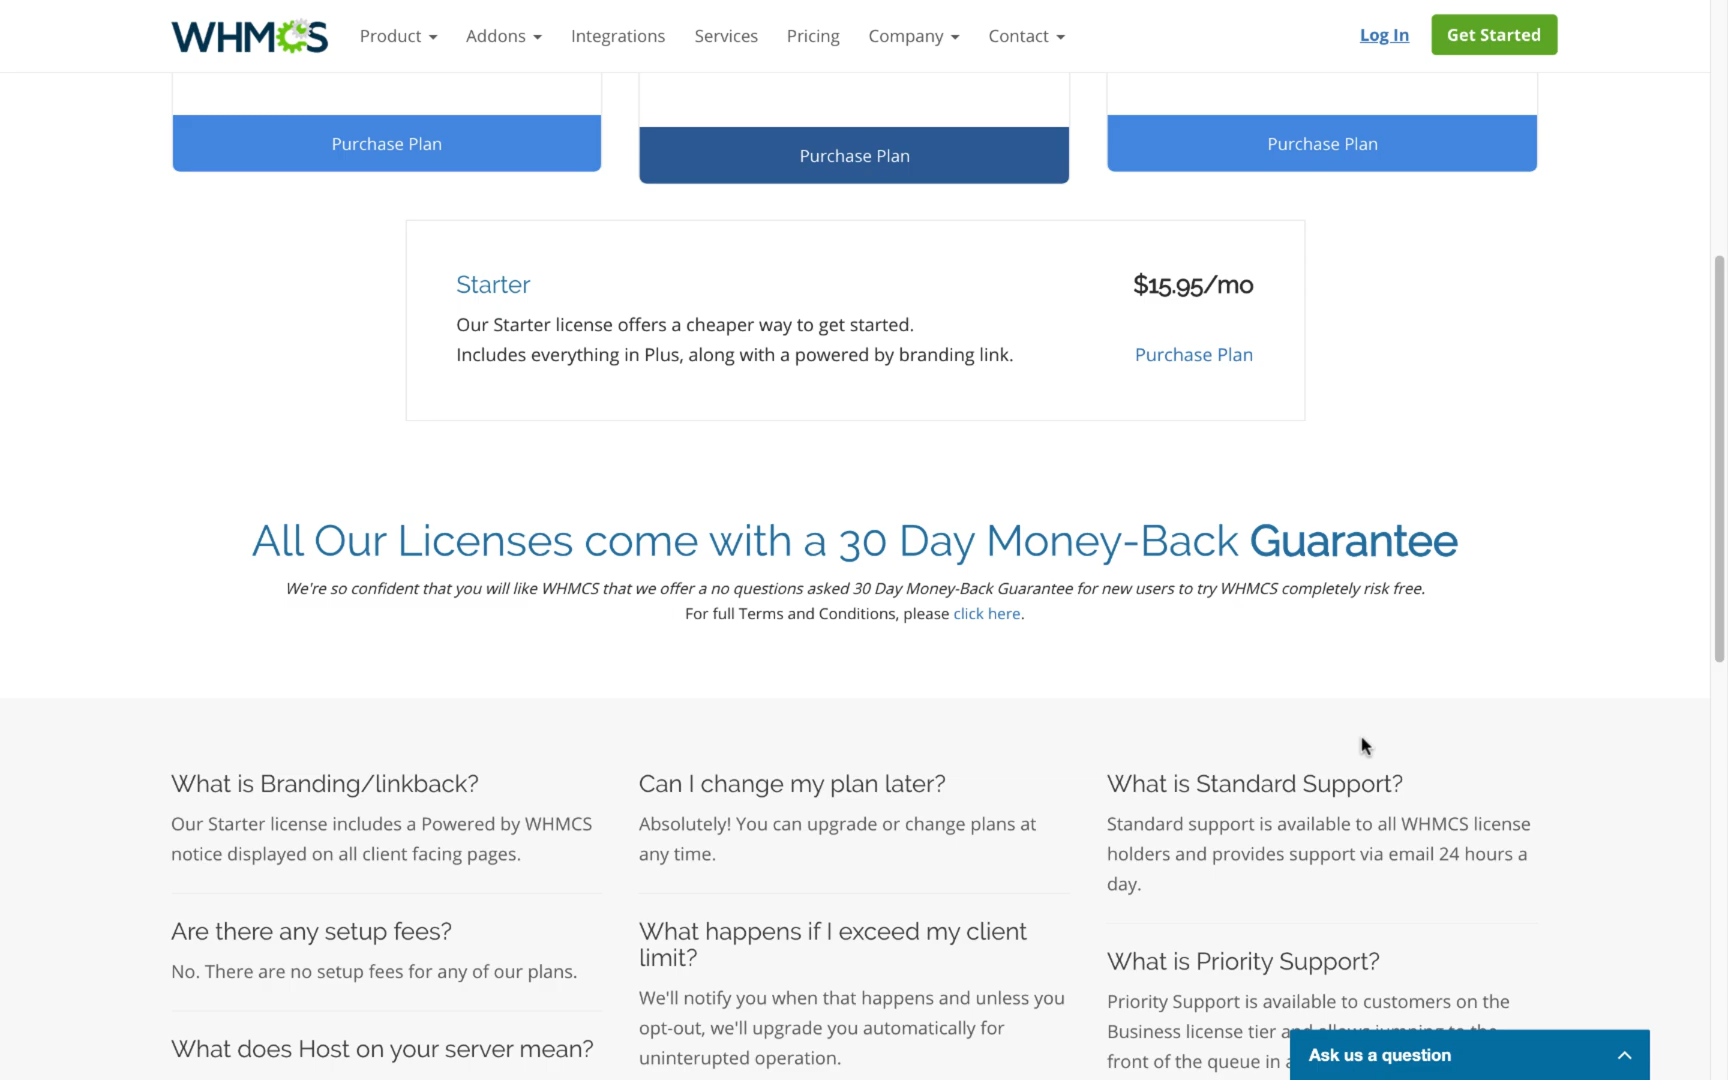 WHMCS
Product
Addons
Integrations
Services
Pricing
Company
Contact
Log In
Get Started
Purchase Plan
Purchase Plan
Purchase Plan
Starter
$15.95/mo
Our Starter license offers a cheaper way to get started.
Includes everything in Plus, along with a powered by branding link.
Purchase Plan
All Our Licenses come with a 30 Day Money-Back Guarantee
We're so confident that you will like WHMCS that we offer a no questions asked 30 Day Money-Back Guarantee for new users to try WHMCS completely risk free.
For full Terms and Conditions, please click here.
What is Branding/linkback?
Our Starter license includes a Powered by WHMCS
notice displayed on all client facing pages.
Are there any setup fees?
No. There are no setup fees for any of our plans.
What does Host on your server mean?
Can I change my plan later?
Absolutely! You can upgrade or change plans at
any time.
What happens if I exceed my client
limit?
We'll notify you when that happens and unless you
opt-out, we'll upgrade you automatically for
uninterupted operation.
What is Standard Support?
Standard support is available to all WHMCS license
holders and provides support via email 24 hours a
day.
What is Priority Support?
Priority Support is available to customers on the
Business license tier
front of the queue in
Ask us a question